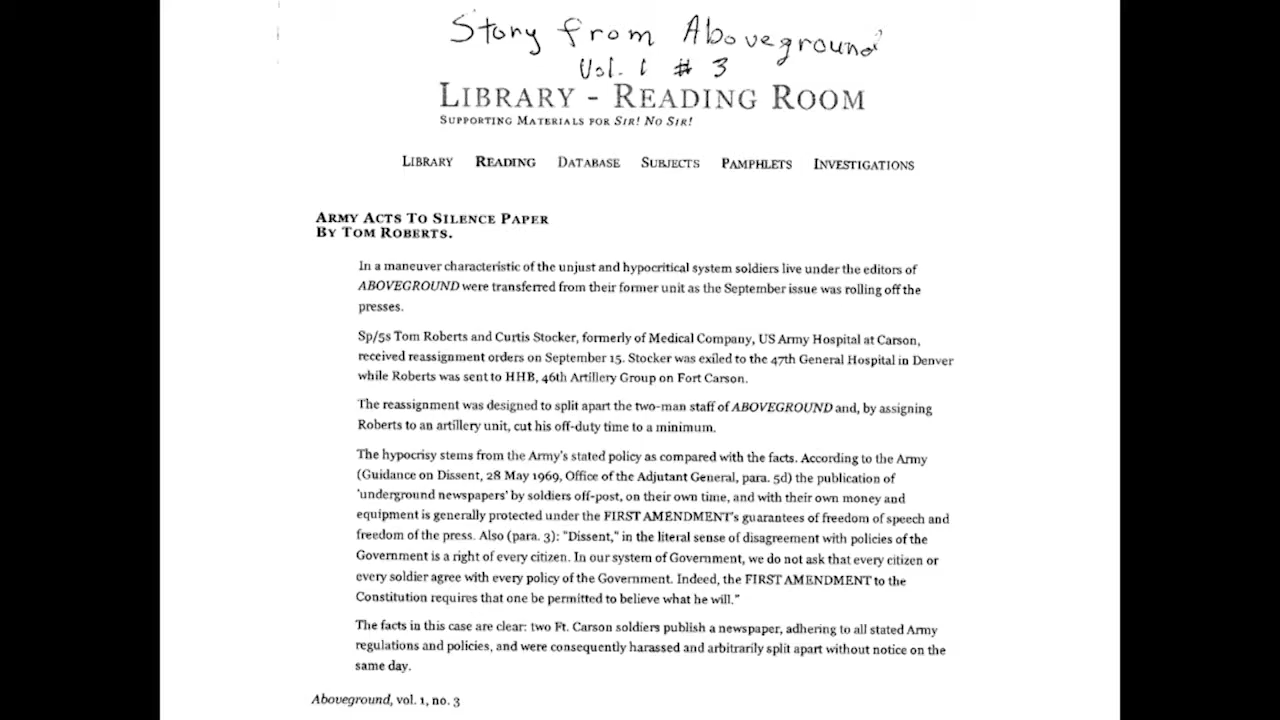 Story from Aboveground
Vol. 1 # 3
LIBRARY - READING ROOM
SUPPORTING MATERIALS FOR SIR! NO SIR!
LIBRARY READING DATABASE SUBJECTS PAMPHLETS INVESTIGATIONS
ARMY ACTS TO SILENCE PAPER
BY TOM ROBERTS.
In a maneuver characteristic of the unjust and hypocritical system soldiers live under the editors of
ABOVEGROUND were transferred from their former unit as the September issue was rolling off the
presses.
Sp/5s Tom Roberts and Curtis Stocker, formerly of Medical Company, US Army Hospital at Carson,
received reassignment orders on September 15. Stocker was exiled to the 47th General Hospital in Denver
while Roberts was sent to HHB, 46th Artillery Group on Fort Carson.
The reassignment was designed to split apart the two-man staff of ABOVEGROUND and, by assigning
Roberts to an artillery unit, cut his off-duty time to a minimum.
The hypocrisy stems from the Army's stated policy as compared with the facts. According to the Army
(Guidance on Dissent, 28 May 1969, Office of the Adjutant General, para. 5d) the publication of
'underground newspapers' by soldiers off-post, on their own time, and with their own money and
equipment is generally protected under the FIRST AMENDMENT's guarantees of freedom of speech and
freedom of the press. Also (para. 3): "Dissent," in the literal sense of disagreement with policies of the
Government is a right of every citizen. In our system of Government, we do not ask that every citizen or
every soldier agree with every policy of the Government. Indeed, the FIRST AMENDMENT to the
Constitution requires that one be permitted to believe what he will."
The facts in this case are clear: two Ft. Carson soldiers publish a newspaper, adhering to all stated Army
regulations and policies, and were consequently harassed and arbitrarily split apart without notice on the
same day.
Aboveground, vol. 1, no. 3